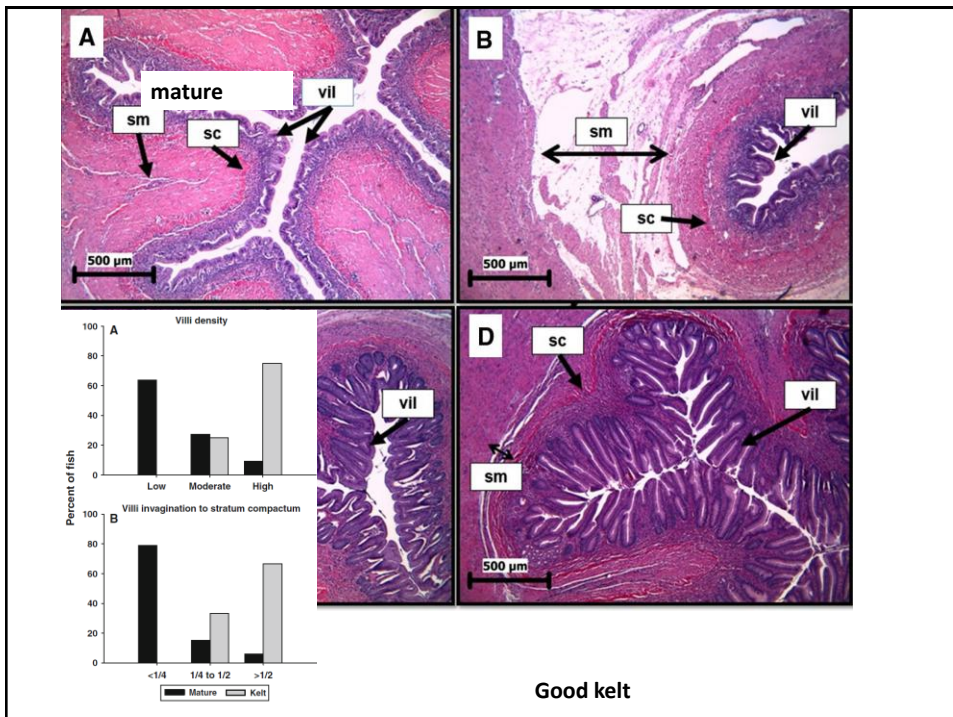 A
mature
vil
sm
sc
500 µm
B
sm
vil
sc
500 µm
Villi density
A
100
80
60
40
20
0
Low Moderate High
Percent of fish
B
Villi invagination to stratum compactum
80
60
40
20
0
<1/4 1/4 to 1/2 >1/2
Mature Kelt
vil
D
sc
vil
sm
500 µm
Good kelt